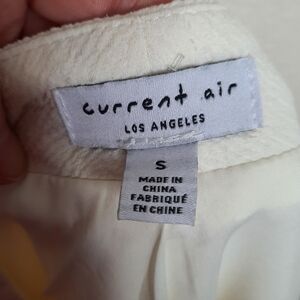 current air
LOS ANGELES
S
MADE IN
CHINA
FABRIQUÉ
EN CHINE